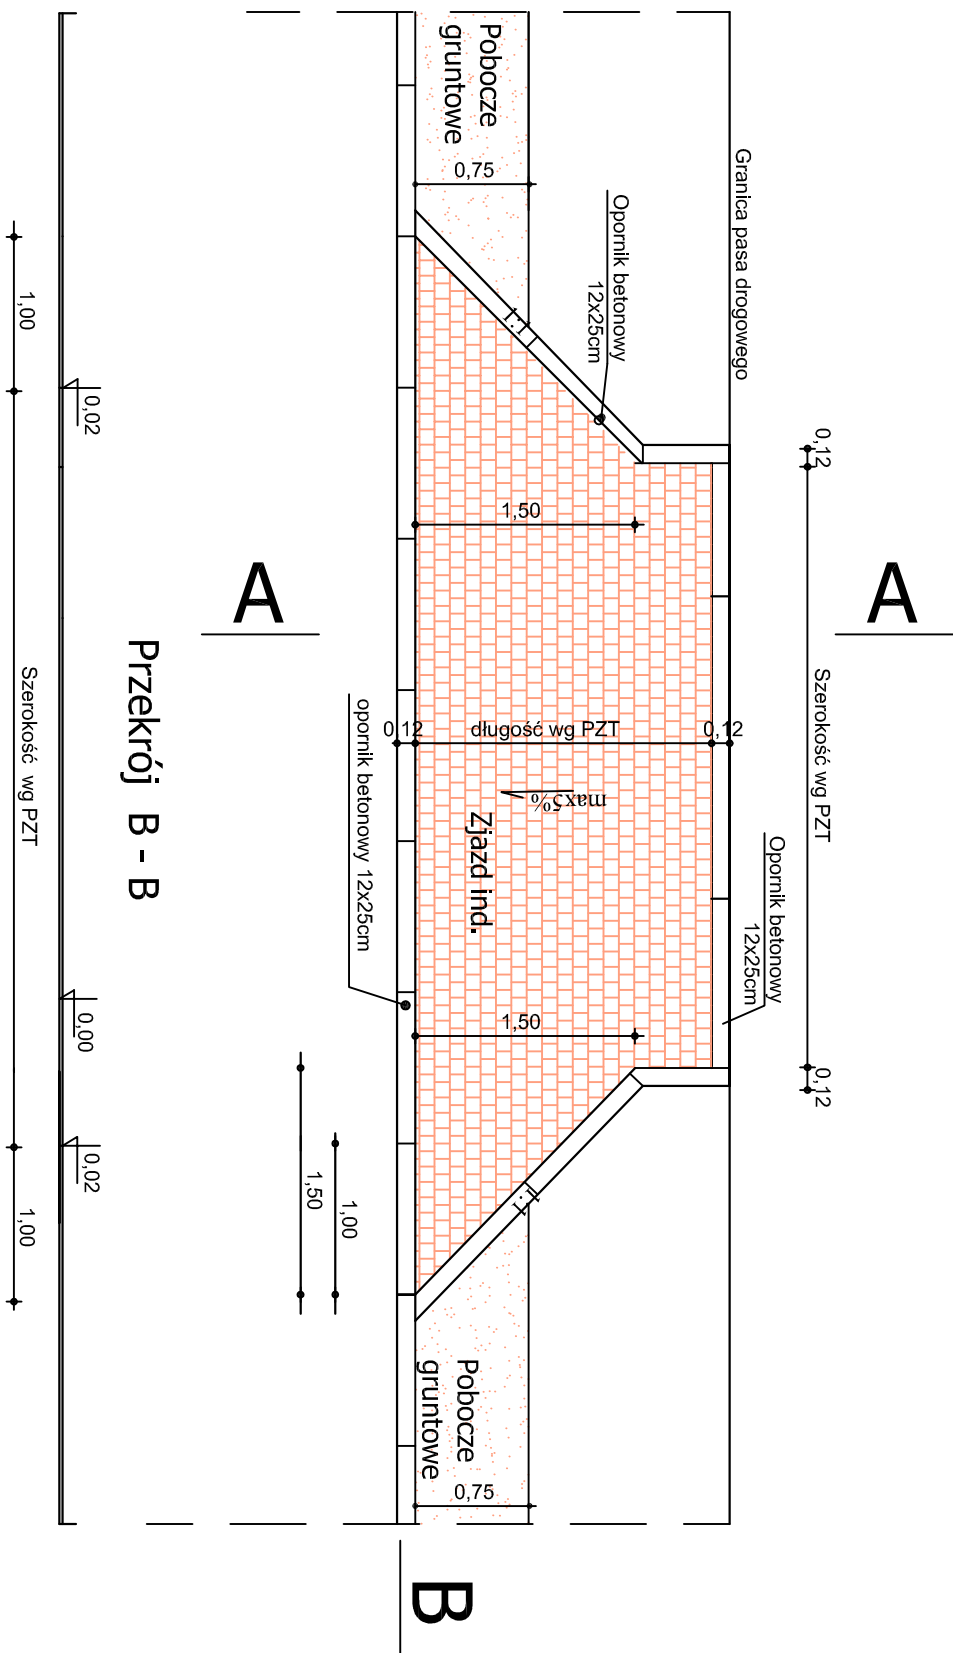 Granica pasa drogowego
0,12
Szerokość wg PZT
0,12
A
A
Opornik betonowy
12x25cm
Opornik betonowy
12x25cm
Pobocze
gruntowe
0,75
1,50
0,12
długość wg PZT
0,12
max5%
Zjazd ind.
1,50
Pobocze
gruntowe
0,75
B
opornik betonowy 12x25cm
1,00
1,50
Przekrój B - B
0,02
0,00
0,02
1,00
Szerokość wg PZT
1,00